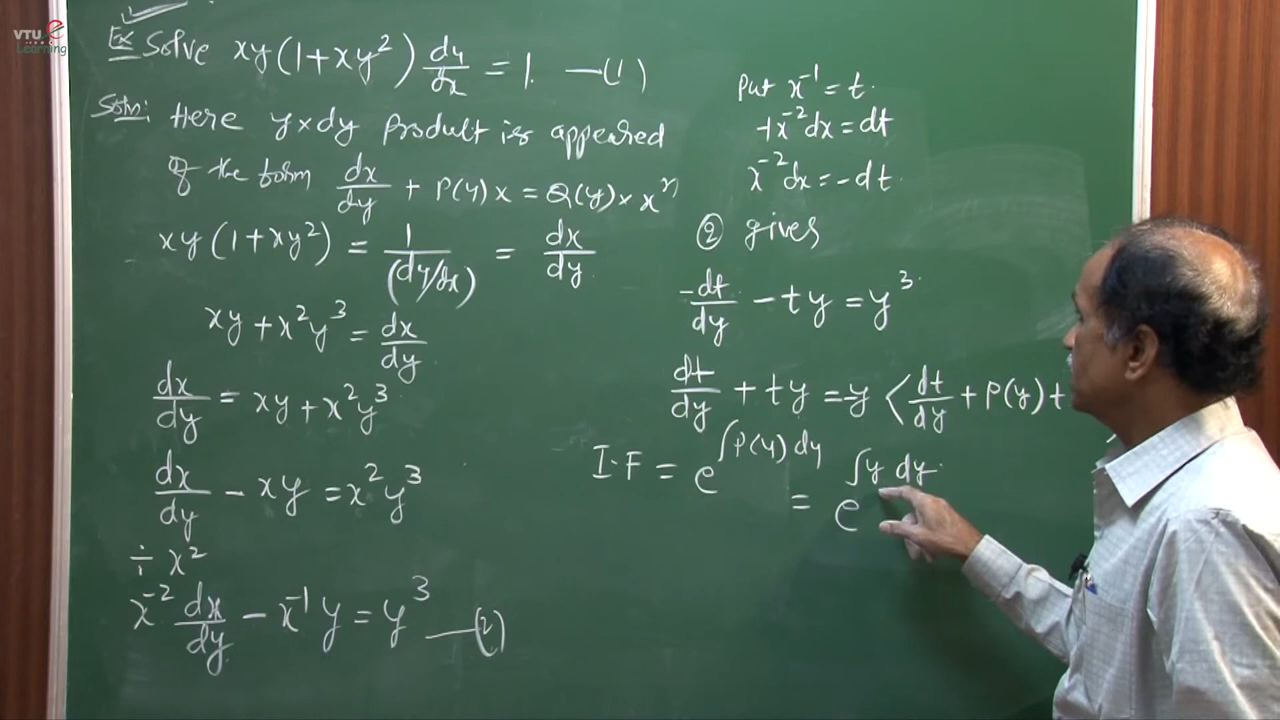 VTU e Learning
Ex Solve xy(1+xy²) dy/dx = 1. —(1)
Soln: Here y×dy product is appeared
of the form dx/dy + P(y)x = Q(y)×xⁿ
xy(1+xy²) = 1/(dy/dx) = dx/dy
xy + x²y³ = dx/dy
dx/dy = xy + x²y³
dx/dy - xy = x²y³
÷ x²
x⁻² dx/dy - x⁻¹y = y³ —(2)
Put x⁻¹ = t.
-1x⁻²dx = dt
x⁻²dx = -dt.
② gives
-dt/dy - ty = y³
dt/dy + ty = -y < dt/dy + P(y)t
I.F = e^∫P(y)dy
= e^∫y dy